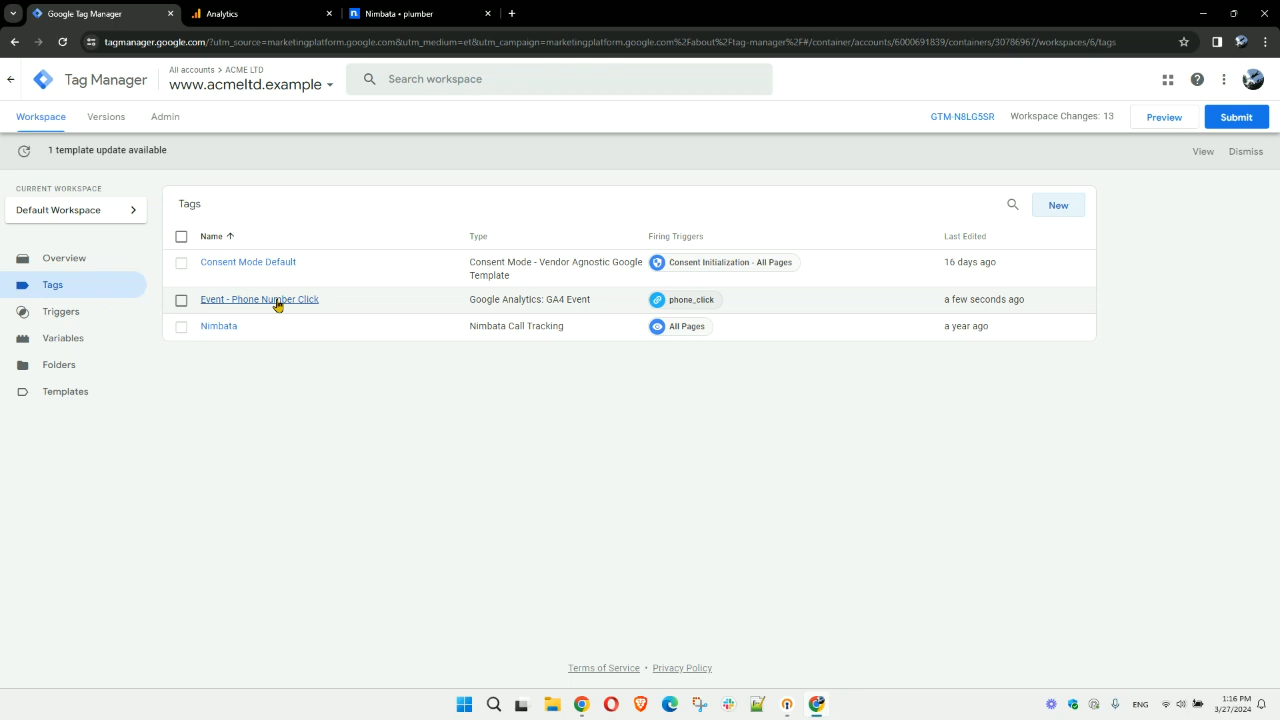 Google Tag Manager
Analytics
Nimbata • plumber
tagmanager.google.com/?utm_source=marketingplatform.google.com&utm_medium=et&utm_campaign=marketingplatform.google.com%2Fabout%2Ftag-manager%2F#/container/accounts/6000691839/containers/30786967/workspaces/6/tags
Tag Manager
All accounts > ACME LTD
www.acmeltd.example
Search workspace
Workspace
Versions
Admin
GTM-N8LG5SR
Workspace Changes: 13
Preview
Submit
1 template update available
View
Dismiss
CURRENT WORKSPACE
Default Workspace
Overview
Tags
Triggers
Variables
Folders
Templates
Tags
New
Name
Type
Firing Triggers
Last Edited
Consent Mode Default
Consent Mode - Vendor Agnostic Google
Template
Consent Initialization - All Pages
16 days ago
Event - Phone Number Click
Google Analytics: GA4 Event
phone_click
a few seconds ago
Nimbata
Nimbata Call Tracking
All Pages
a year ago
Terms of Service • Privacy Policy
ENG
1:16 PM
3/27/2024